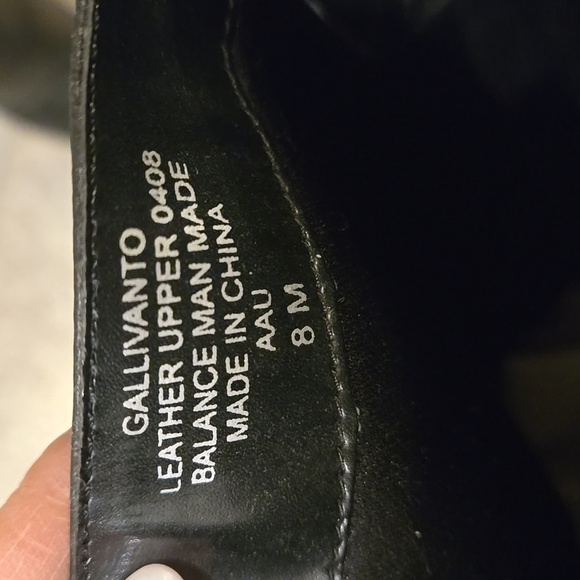 GALLIVANTO
LEATHER UPPER 0408
BALANCE MAN MADE
MADE IN CHINA
AAU
8 M